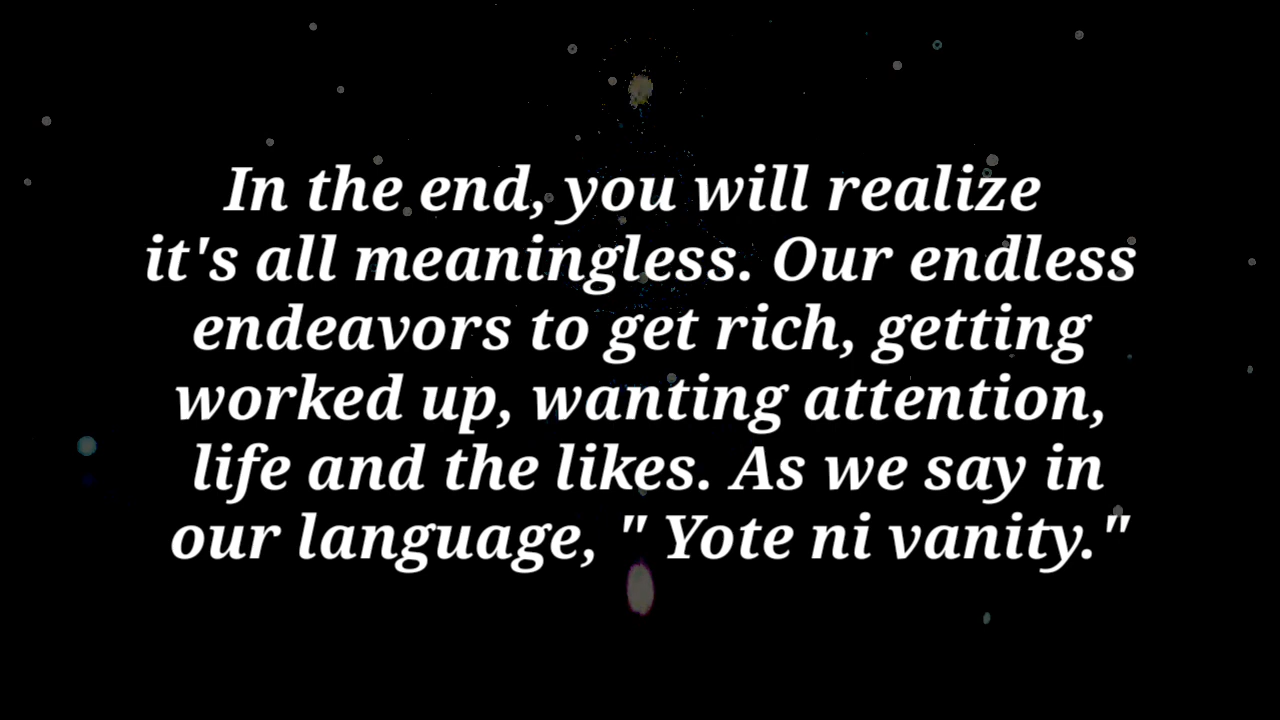 In the end, you will realize
it's all meaningless. Our endless
endeavors to get rich, getting
worked up, wanting attention,
life and the likes. As we say in
our language, " Yote ni vanity."